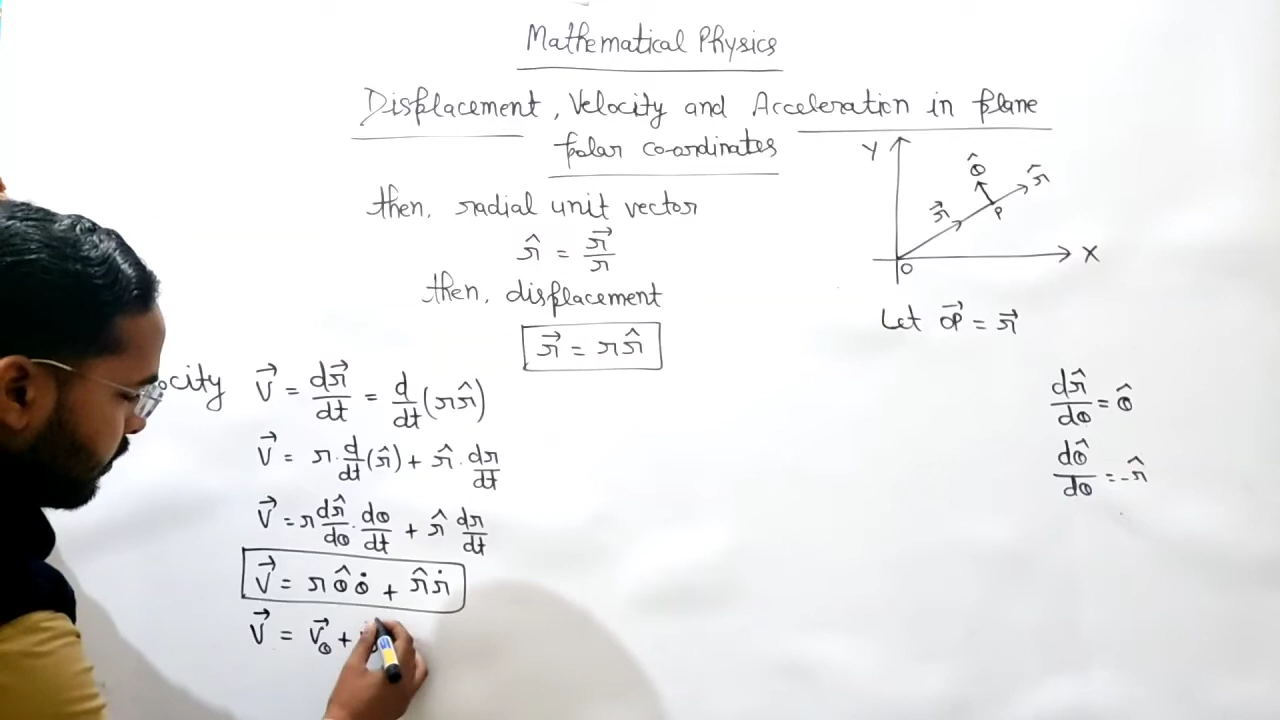 Mathematical Physics
Displacement, Velocity and Acceleration in plane
polar co-ordinates
then, radial unit vector
r̂ = r⃗/r
then, displacement
r⃗ = r r̂
ocity V⃗ = dr⃗/dt = d/dt (r r̂)
V⃗ = r · d/dt (r̂) + r̂ · dr/dt
V⃗ = r dr̂/dθ · dθ/dt + r̂ dr/dt
V⃗ = r θ̂ θ̇ + r̂ ṙ
V⃗ = V⃗θ +
Y
θ̂
r̂
r⃗
P
O
X
Let OP⃗ = r⃗
dr̂/dθ = θ̂
dθ̂/dθ = -r̂